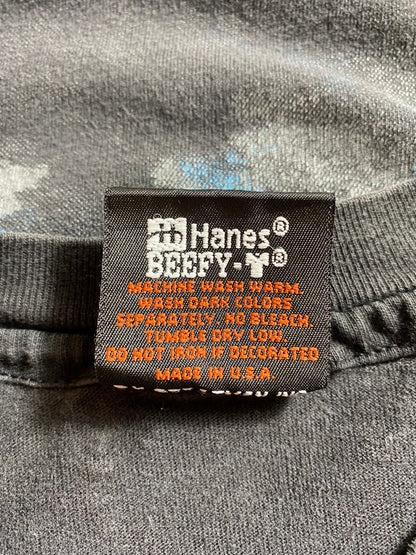 Hanes®
BEEFY-T®
MACHINE WASH WARM.
WASH DARK COLORS
SEPARATELY. NO BLEACH.
TUMBLE DRY LOW.
DO NOT IRON IF DECORATED
MADE IN U.S.A.